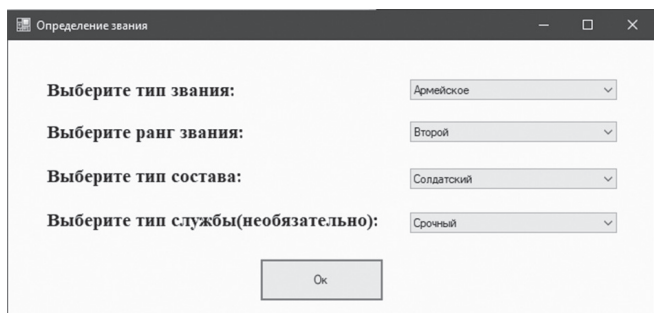 Определение звания
Выберите тип звания: Армейское
Выберите ранг звания: Второй
Выберите тип состава: Солдатский
Выберите тип службы(необязательно): Срочный
Ок